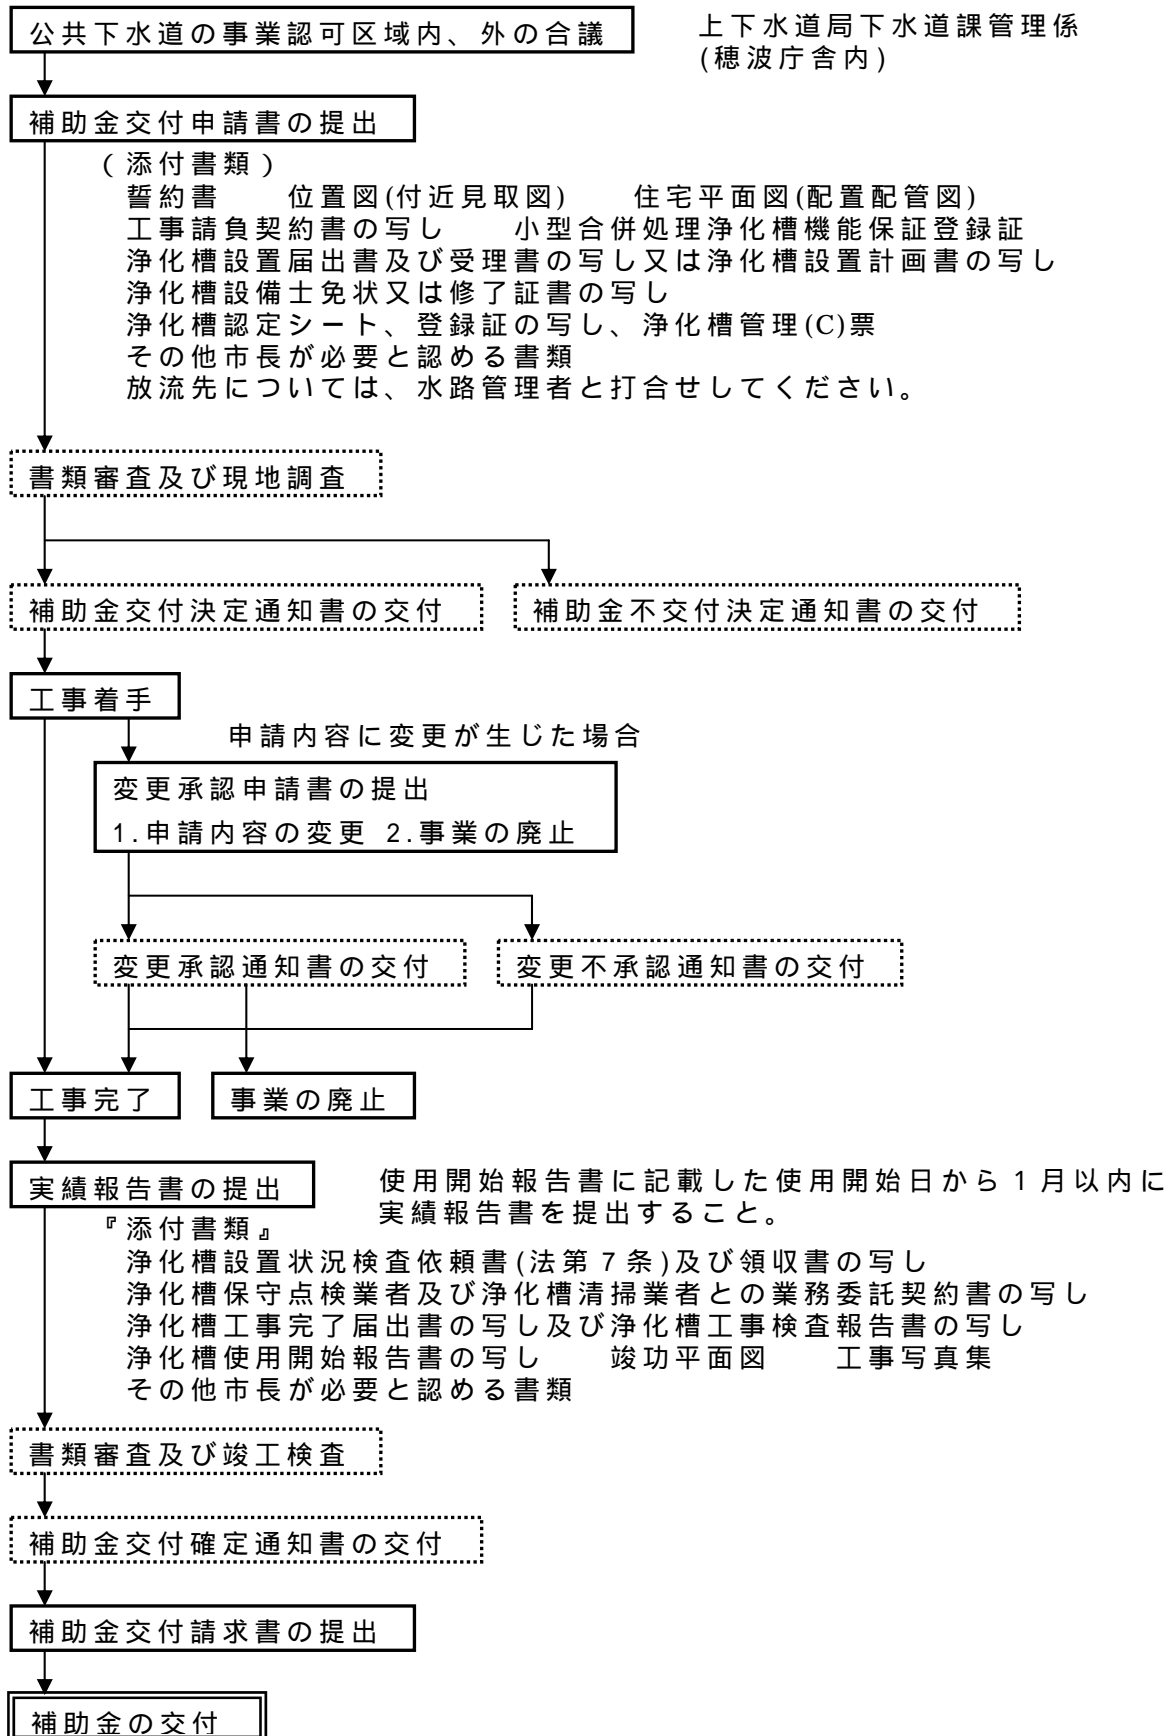 公共下水道の事業認可区域内、外の合議
上下水道局下水道課管理係
(穂波庁舎内)
補助金交付申請書の提出
(添付書類)
誓約書 位置図(付近見取図) 住宅平面図(配置配管図)
工事請負契約書の写し 小型合併処理浄化槽機能保証登録証
浄化槽設置届出書及び受理書の写し又は浄化槽設置計画書の写し
浄化槽設備士免状又は修了証書の写し
浄化槽認定シート、登録証の写し、浄化槽管理(C)票
その他市長が必要と認める書類
放流先については、水路管理者と打合せしてください。
書類審査及び現地調査
補助金交付決定通知書の交付
補助金不交付決定通知書の交付
工事着手
申請内容に変更が生じた場合
変更承認申請書の提出
1.申請内容の変更 2.事業の廃止
変更承認通知書の交付
変更不承認通知書の交付
工事完了
事業の廃止
実績報告書の提出
使用開始報告書に記載した使用開始日から1月以内に
実績報告書を提出すること。
『添付書類』
浄化槽設置状況検査依頼書(法第7条)及び領収書の写し
浄化槽保守点検業者及び浄化槽清掃業者との業務委託契約書の写し
浄化槽工事完了届出書の写し及び浄化槽工事検査報告書の写し
浄化槽使用開始報告書の写し 竣功平面図 工事写真集
その他市長が必要と認める書類
書類審査及び竣工検査
補助金交付確定通知書の交付
補助金交付請求書の提出
補助金の交付